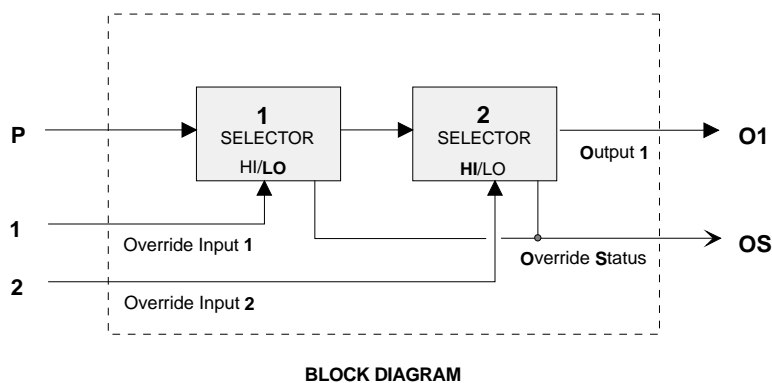 1
SELECTOR
HI/LO
2
SELECTOR
HI/LO
P
O1
Output 1
1
Override Input 1
OS
Override Status
2
Override Input 2
BLOCK DIAGRAM